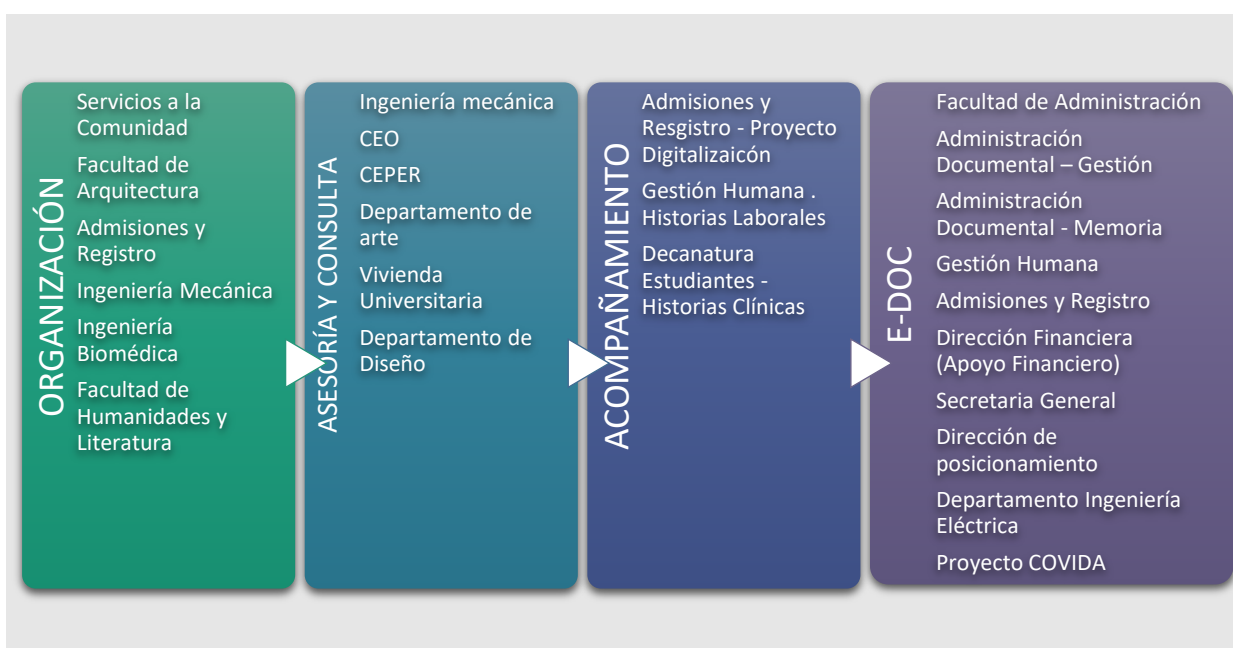 ORGANIZACIÓN
Servicios a la
Comunidad
Facultad de
Arquitectura
Admisiones y
Registro
Ingeniería Mecánica
Ingeniería
Biomédica
Facultad de
Humanidades y
Literatura
ASESORÍA Y CONSULTA
Ingeniería mecánica
CEO
CEPER
Departamento de
arte
Vivienda
Universitaria
Departamento de
Diseño
ACOMPAÑAMIENTO
Admisiones y
Resgistro - Proyecto
Digitalizaicón
Gestión Humana .
Historias Laborales
Decanatura
Estudiantes -
Historias Clínicas
E-DOC
Facultad de Administración
Administración
Documental – Gestión
Administración
Documental - Memoria
Gestión Humana
Admisiones y Registro
Dirección Financiera
(Apoyo Financiero)
Secretaria General
Dirección de
posicionamiento
Departamento Ingeniería
Eléctrica
Proyecto COVIDA